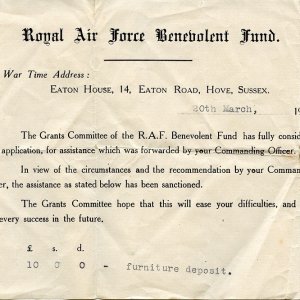 Royal Air Force Benevolent Fund.
War Time Address:
EATON HOUSE, 14, EATON ROAD, HOVE, SUSSEX.
20th March, 19
The Grants Committee of the R.A.F. Benevolent Fund has fully conside
application, for assistance which was forwarded by your Commanding Officer.
In view of the circumstances and the recommendation by your Comman
er, the assistance as stated below has been sanctioned.
The Grants Committee hope that this will ease your difficulties, and
every success in the future.
£ s. d.
10 0 0 - furniture deposit.